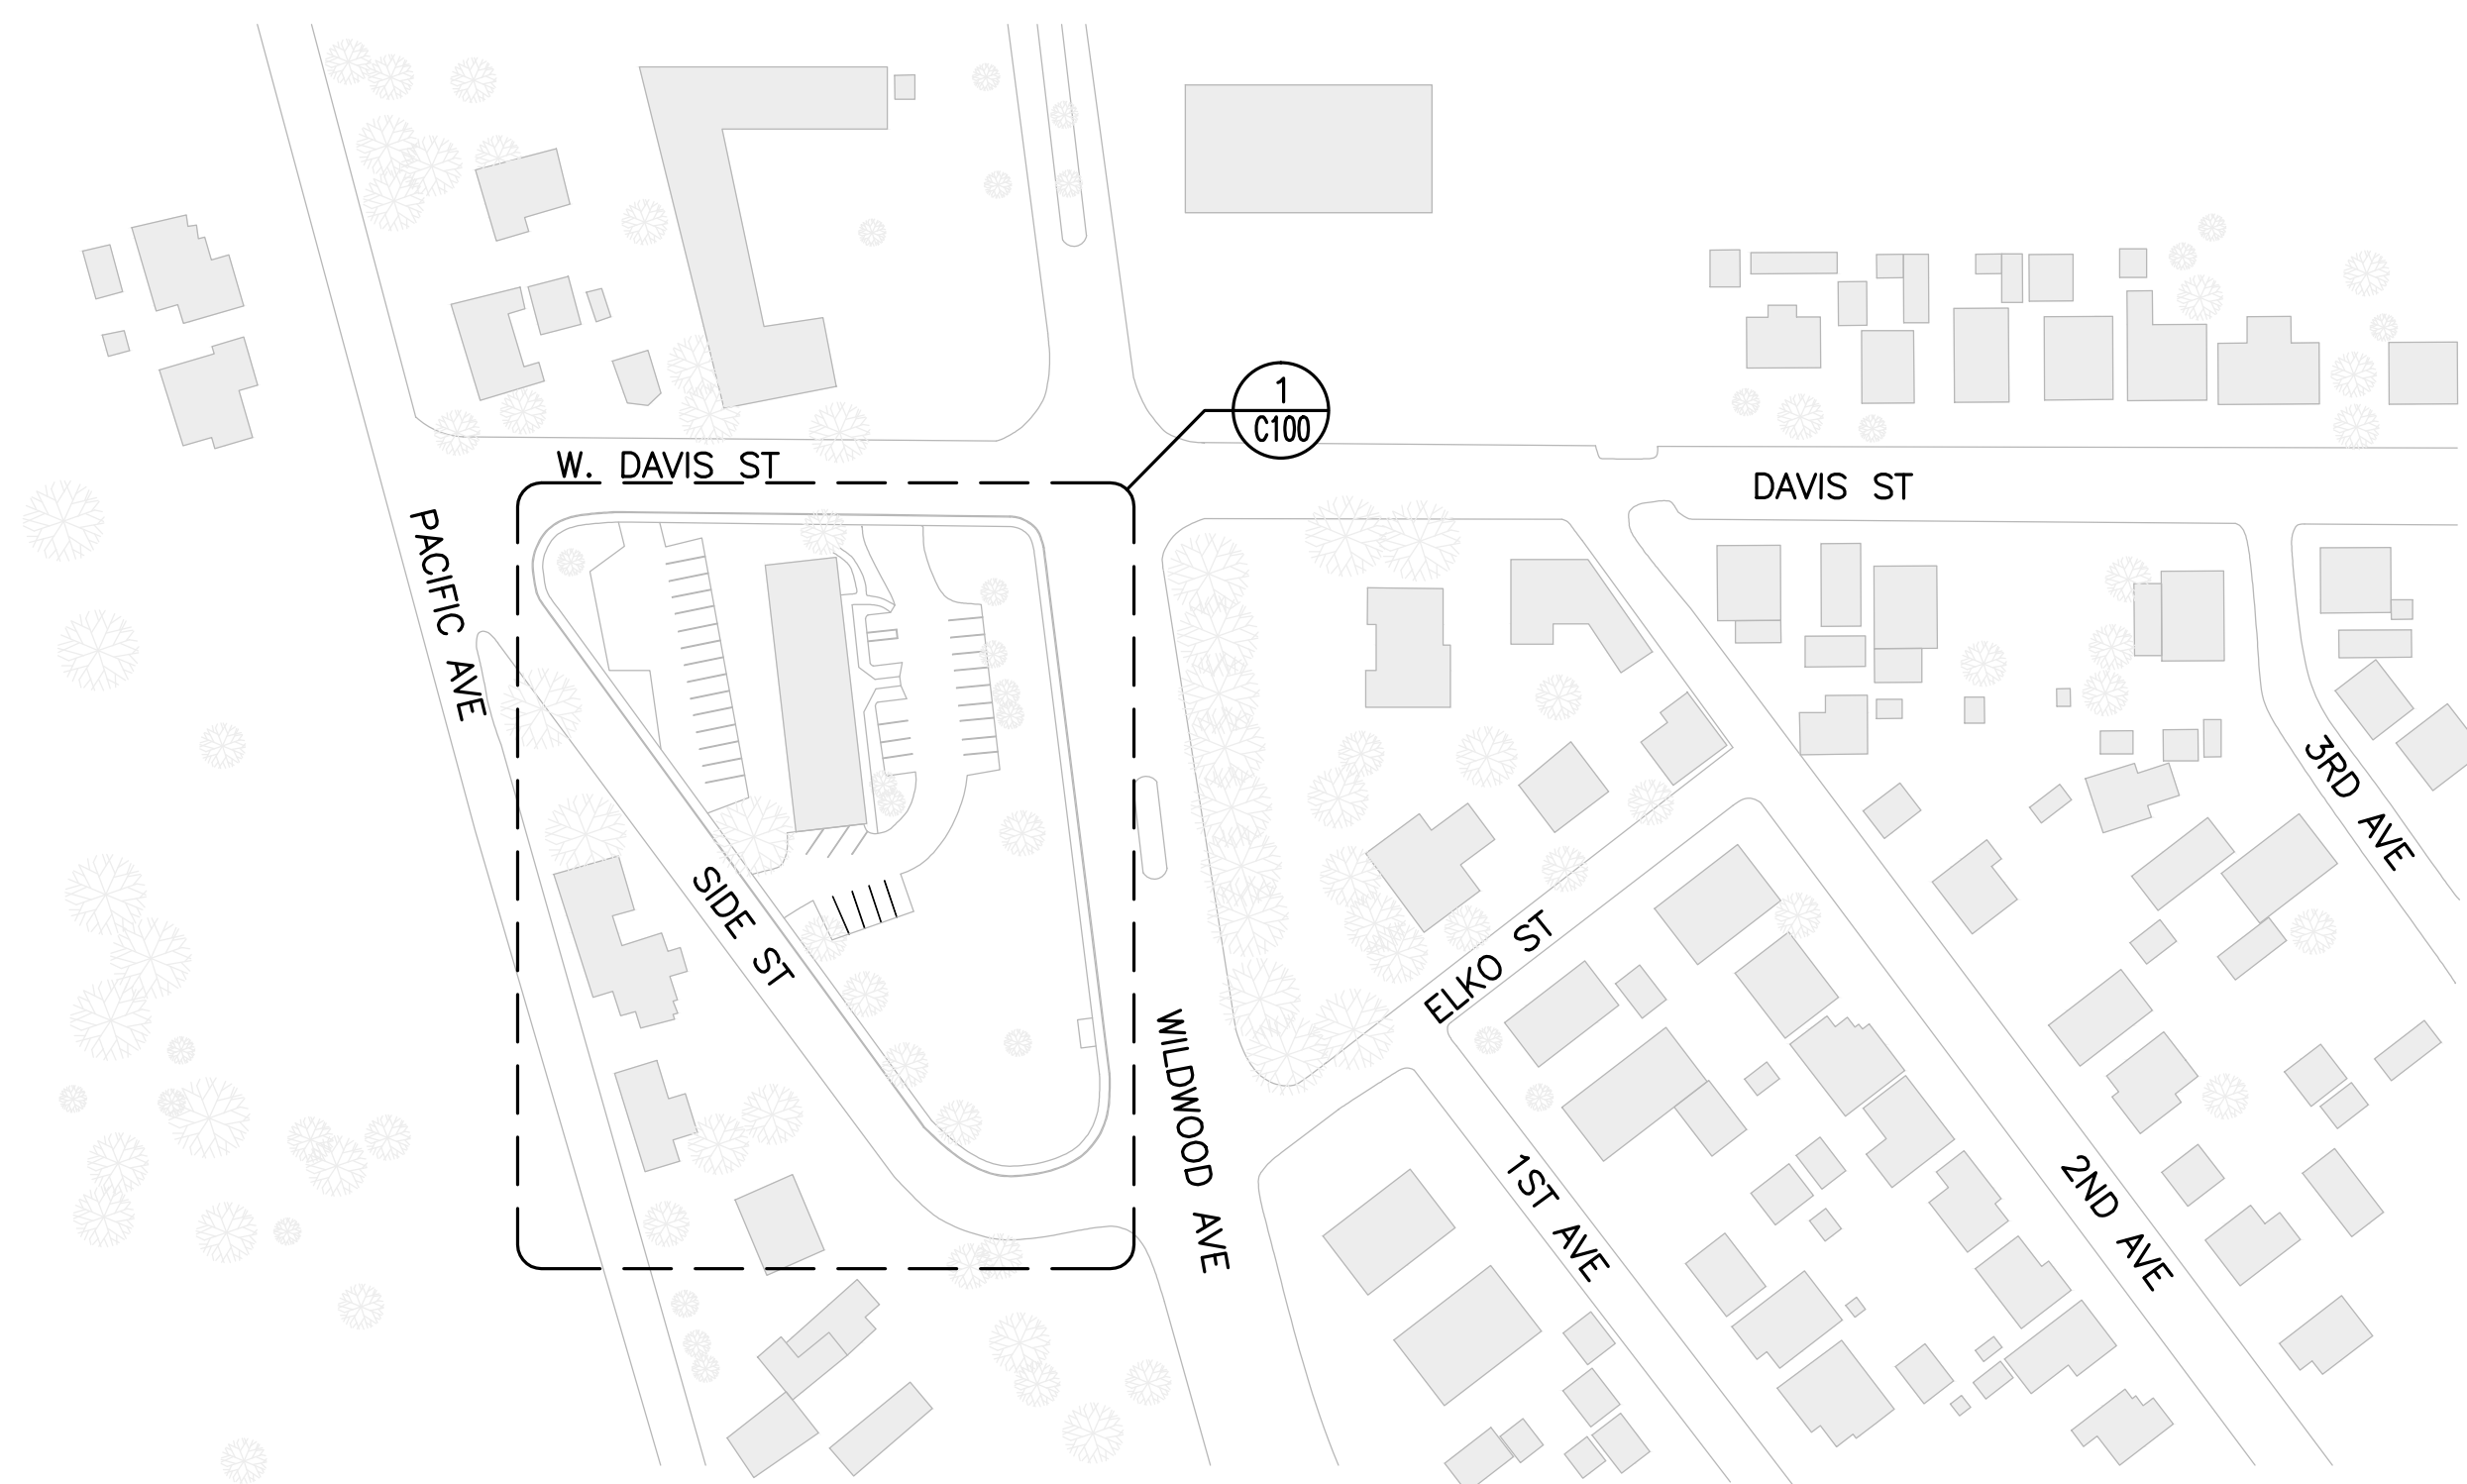 1
C100
W. DAVIS ST
DAVIS ST
PACIFIC AVE
SIDE ST
WILDWOOD AVE
ELKO ST
1ST AVE
2ND AVE
3RD AVE